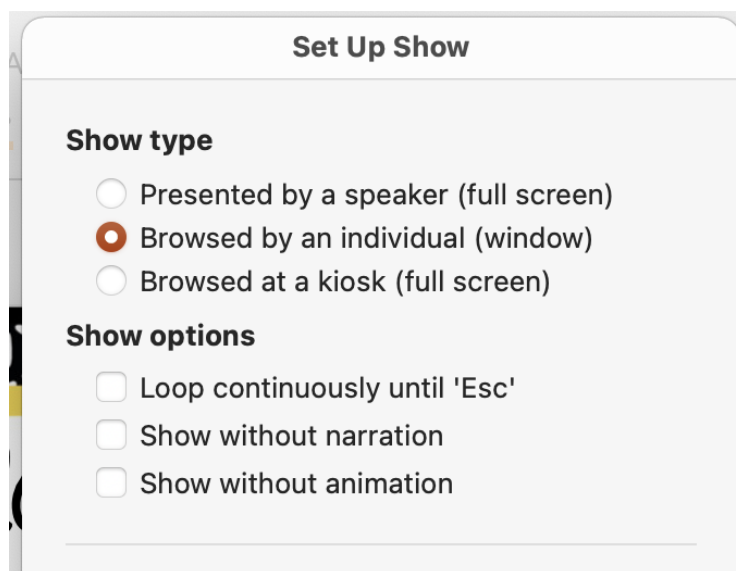 Set Up Show
Show type
Presented by a speaker (full screen)
Browsed by an individual (window)
Browsed at a kiosk (full screen)
Show options
Loop continuously until 'Esc'
Show without narration
Show without animation